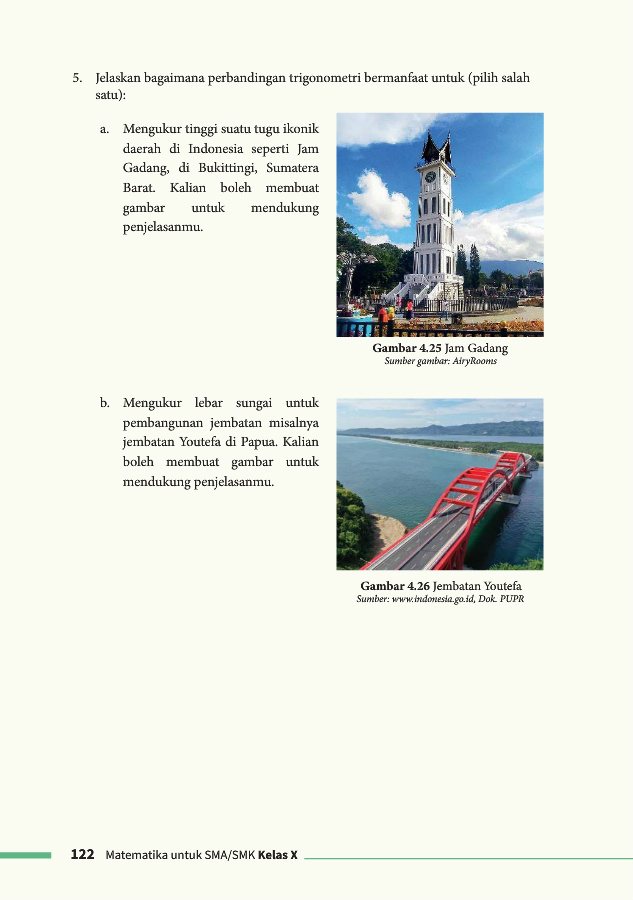 5. Jelaskan bagaimana perbandingan trigonometri bermanfaat untuk (pilih salah
satu):
a. Mengukur tinggi suatu tugu ikonik
daerah di Indonesia seperti Jam
Gadang, di Bukittingi, Sumatera
Barat. Kalian boleh membuat
gambar untuk mendukung
penjelasanmu.
Gambar 4.25 Jam Gadang
Sumber gambar: AiryRooms
b. Mengukur lebar sungai untuk
pembangunan jembatan misalnya
jembatan Youtefa di Papua. Kalian
boleh membuat gambar untuk
mendukung penjelasanmu.
Gambar 4.26 Jembatan Youtefa
Sumber: www.indonesia.go.id, Dok. PUPR
122 Matematika untuk SMA/SMK Kelas X